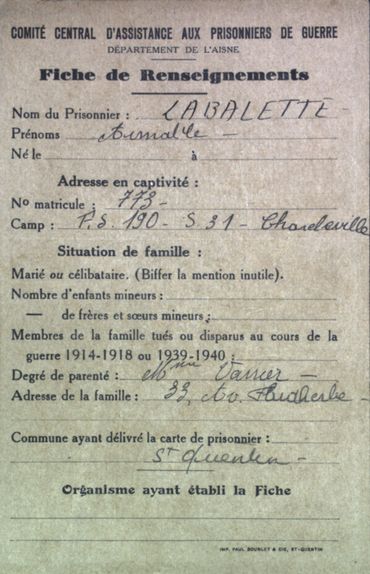 COMITÉ CENTRAL D'ASSISTANCE AUX PRISONNIERS DE GUERRE
DÉPARTEMENT DE L'AISNE
Fiche de Renseignements
Nom du Prisonnier : LABALETTE -
Prénoms Aimable -
Né le à
Adresse en captivité :
No matricule : 773 -
Camp : F.S. 190 - S 31 - Charleville
Situation de famille :
Marié ou célibataire. (Biffer la mention inutile).
Nombre d'enfants mineurs :
— de frères et sœurs mineurs :
Membres de la famille tués ou disparus au cours de la
guerre 1914-1918 ou 1939-1940 :
Degré de parenté : Mme -
Adresse de la famille : 33, Av. Faidherbe -
Commune ayant délivré la carte de prisonnier :
St Quentin -
Organisme ayant établi la Fiche
IMP. PAUL BOURLET & CIE, ST-QUENTIN